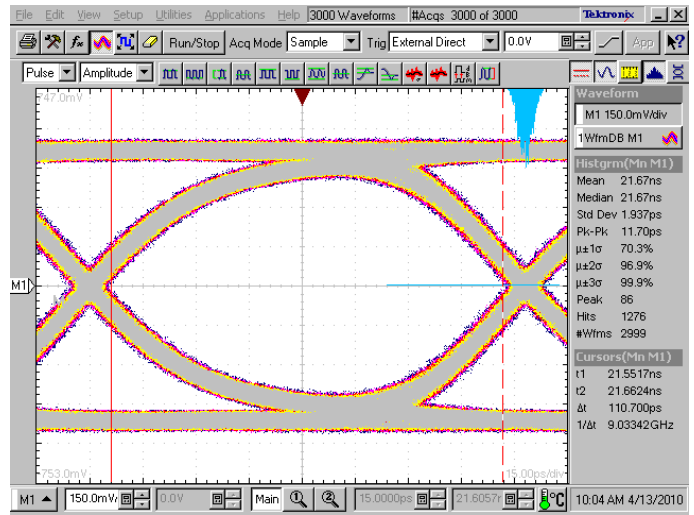 File Edit View Setup Utilities Applications Help 3000 Waveforms #Acqs 3000 of 3000 Tektronix
Run/Stop Acq Mode Sample Trig External Direct 0.0V App
Pulse Amplitude
747.0mV
Waveform
M1 150.0mV/div
1WfmDB M1
Histgrm(Mn M1)
Mean 21.67ns
Median 21.67ns
Std Dev 1.937ps
Pk-Pk 11.70ps
µ±1σ 70.3%
µ±2σ 96.9%
µ±3σ 99.9%
M1
Peak 86
Hits 1276
#Wfms 2999
Cursors(Mn M1)
t1 21.5517ns
t2 21.6624ns
Δt 110.700ps
1/Δt 9.03342GHz
-753.0mV 15.00ps/div
M1 150.0mV/ 0.0V Main 15.0000ps 21.6057r °C 10:04 AM 4/13/2010